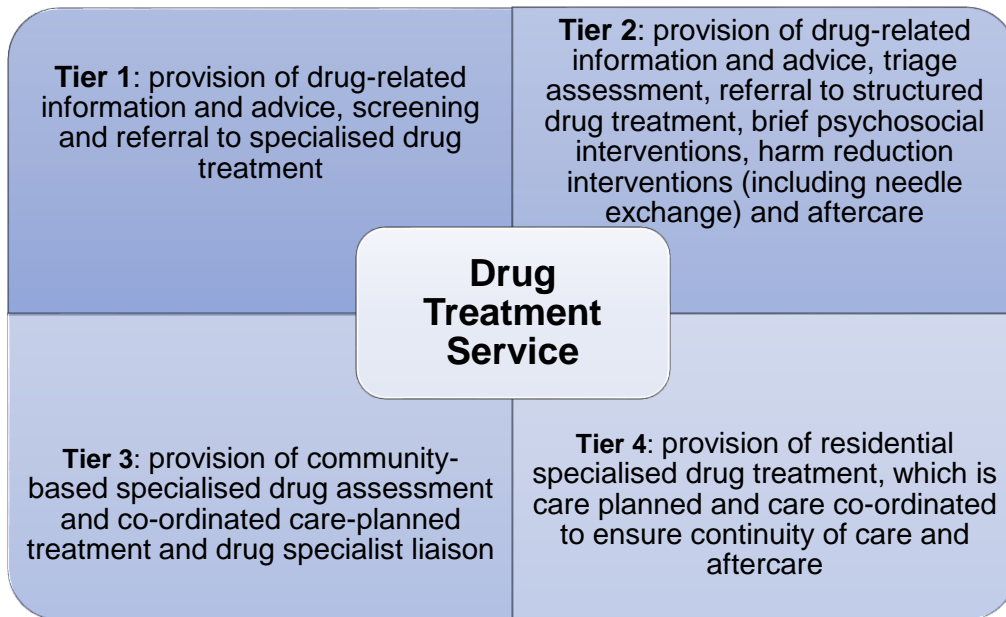 Tier 1: provision of drug-related
information and advice, screening
and referral to specialised drug
treatment
Tier 2: provision of drug-related
information and advice, triage
assessment, referral to structured
drug treatment, brief psychosocial
interventions, harm reduction
interventions (including needle
exchange) and aftercare
Drug
Treatment
Service
Tier 3: provision of community-
based specialised drug assessment
and co-ordinated care-planned
treatment and drug specialist liaison
Tier 4: provision of residential
specialised drug treatment, which is
care planned and care co-ordinated
to ensure continuity of care and
aftercare